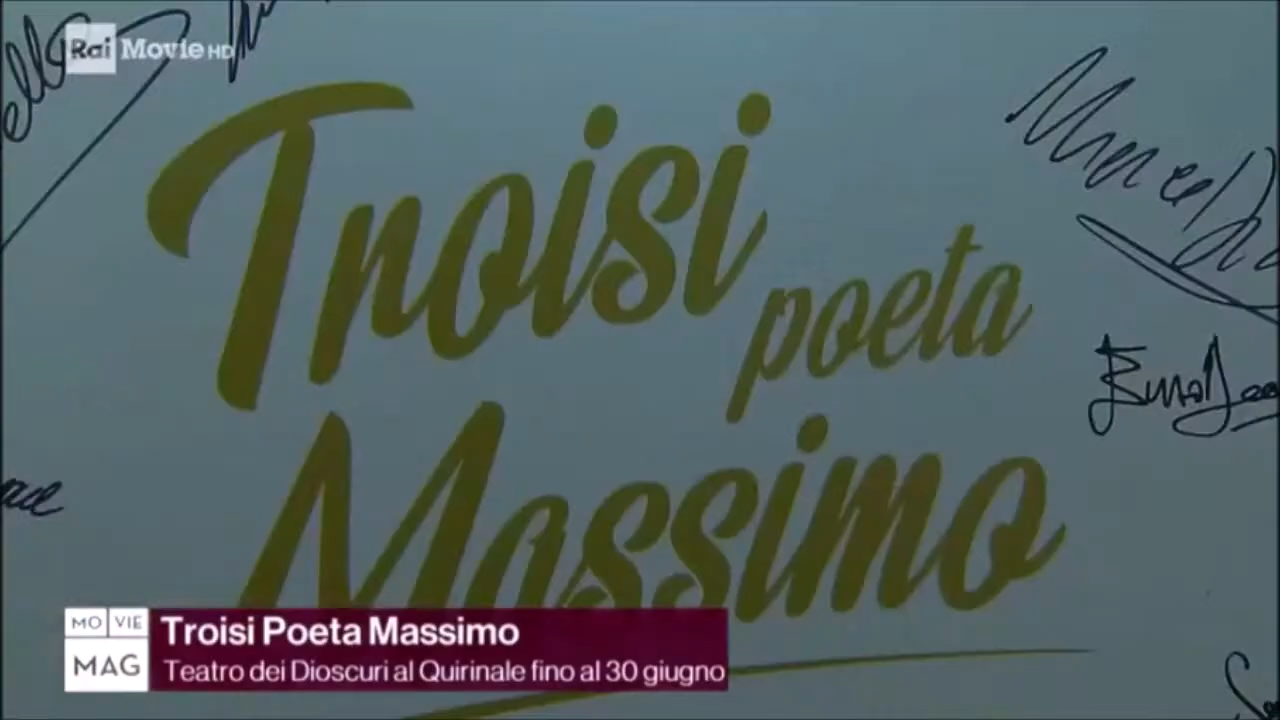 Rai Movie HD
Troisi
poeta
Massimo
MO VIE
MAG
Troisi Poeta Massimo
Teatro dei Dioscuri al Quirinale fino al 30 giugno